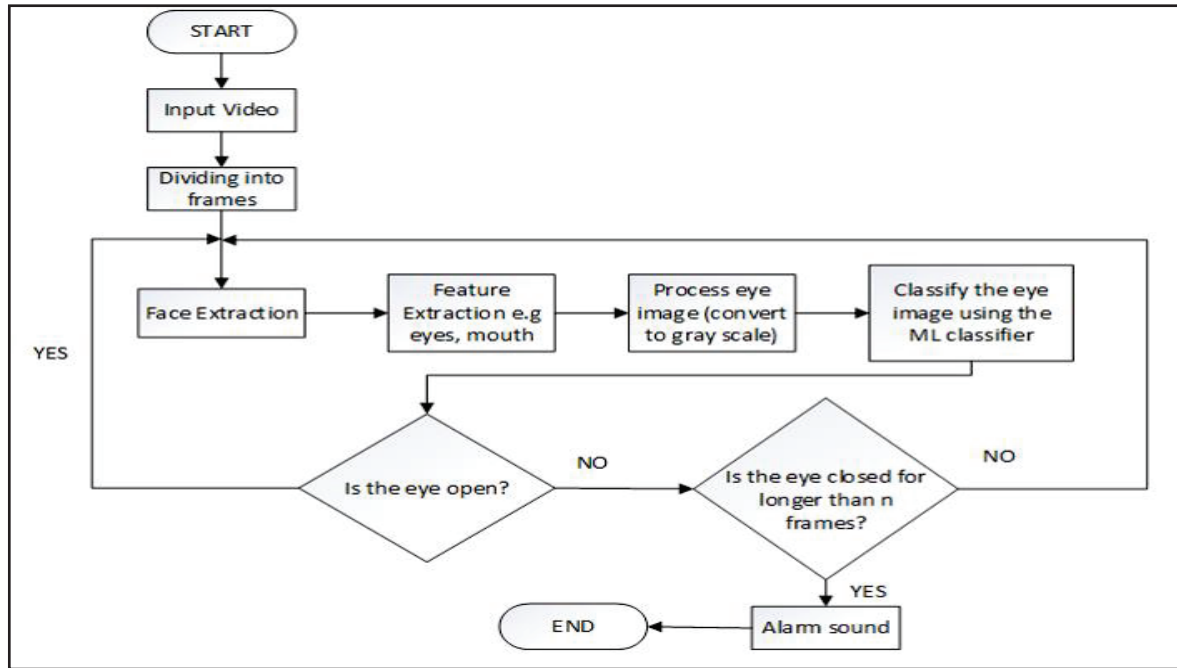 START
Input Video
Dividing into
frames
Face Extraction
Feature
Extraction e.g
eyes, mouth
Process eye
image (convert
to gray scale)
Classify the eye
image using the
ML classifier
YES
Is the eye open?
NO
Is the eye closed for
longer than n
frames?
NO
YES
Alarm sound
END